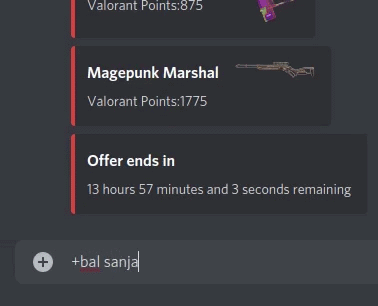 Valorant Points:875
Magepunk Marshal
Valorant Points:1775
Offer ends in
13 hours 57 minutes and 3 seconds remaining
+bal sanja